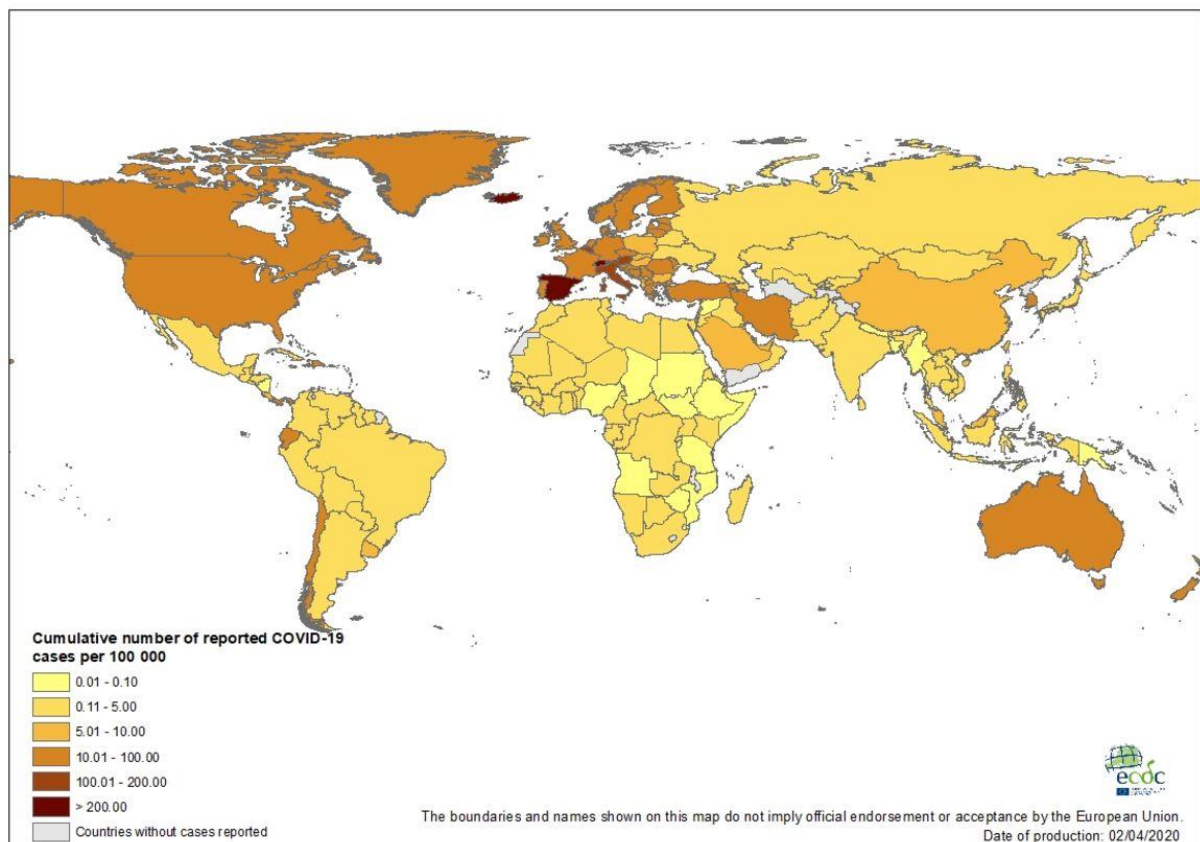 Cumulative number of reported COVID-19
cases per 100 000
0.01 - 0.10
0.11 - 5.00
5.01 - 10.00
10.01 - 100.00
100.01 - 200.00
> 200.00
Countries without cases reported
ecdc
The boundaries and names shown on this map do not imply official endorsement or acceptance by the European Union.
Date of production: 02/04/2020